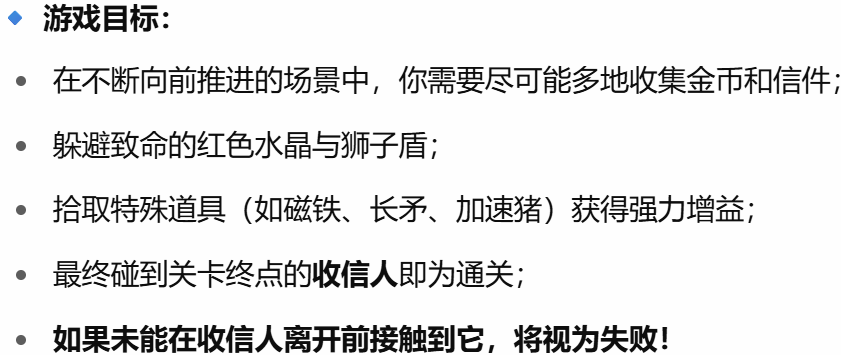 游戏目标：
在不断向前推进的场景中，你需要尽可能多地收集金币和信件；
躲避致命的红色水晶与狮子盾；
拾取特殊道具（如磁铁、长矛、加速猪）获得强力增益；
最终碰到关卡终点的收信人即为通关；
如果未能在收信人离开前接触到它，将视为失败！